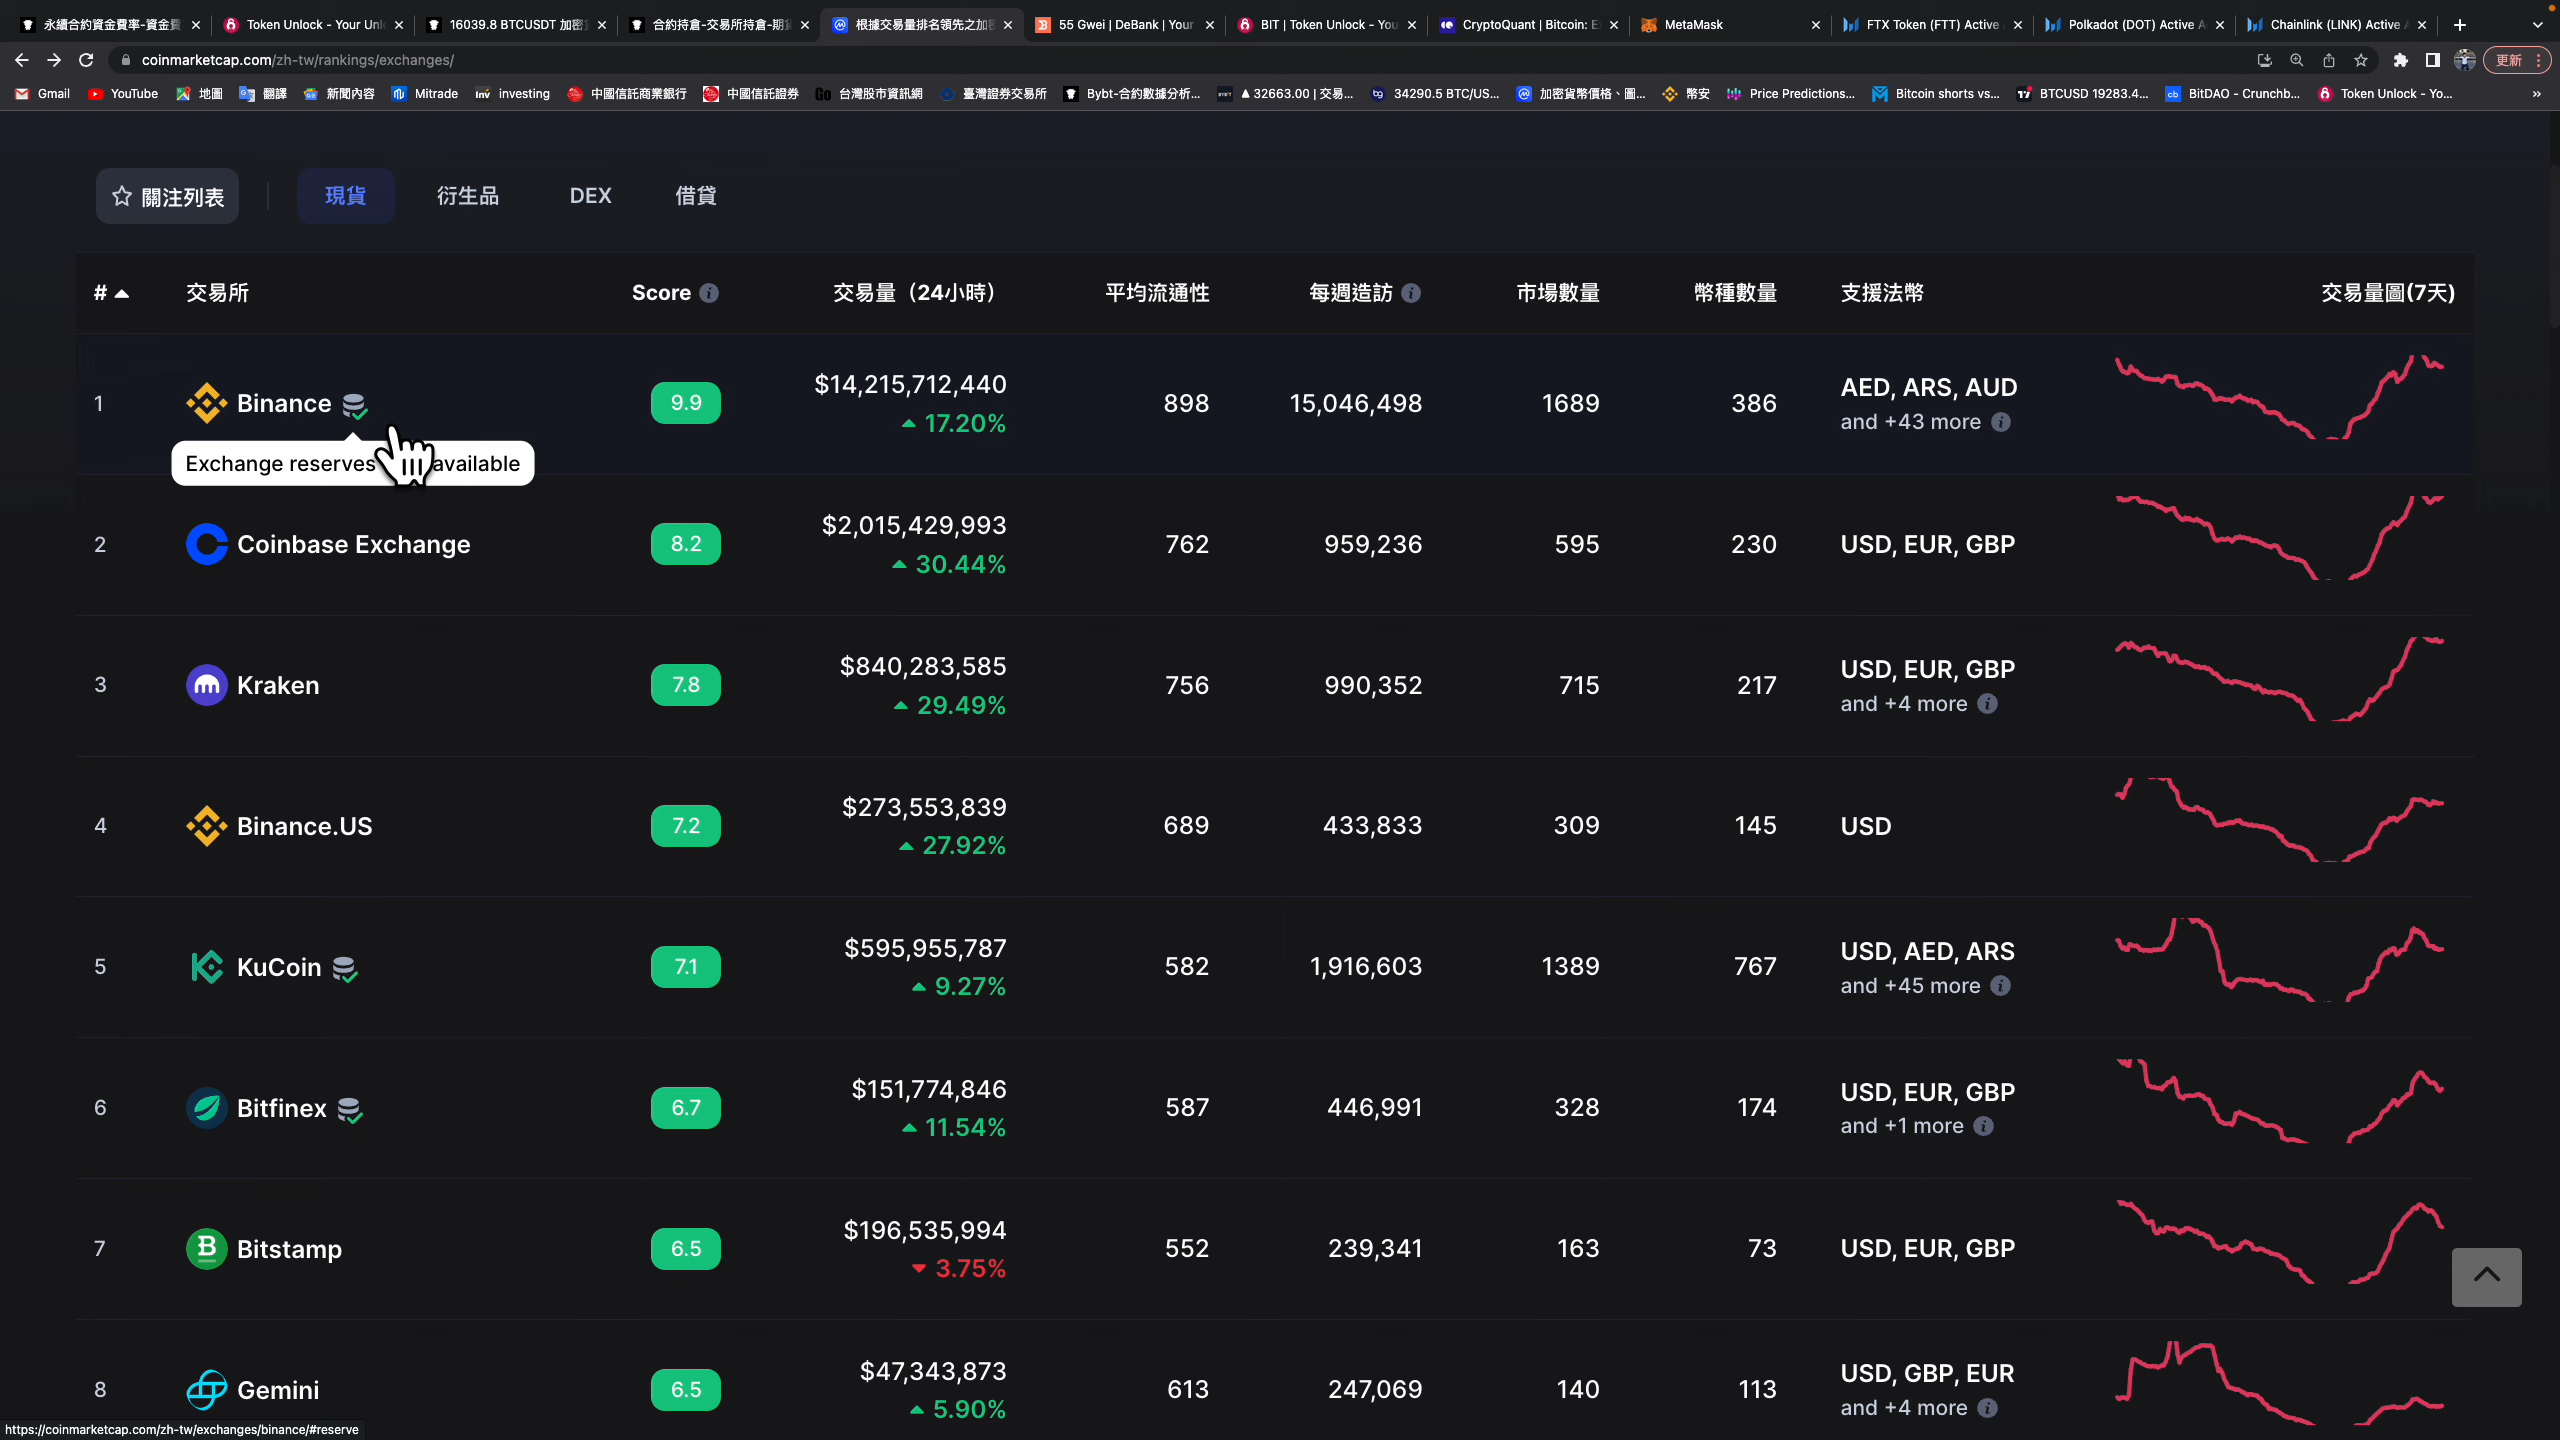 永續合約資金費率-資金費
Token Unlock - Your Unl
16039.8 BTCUSDT 加密
合約持倉-交易所持倉-期
根據交易量排名領先之加
55 Gwei | DeBank | Your
BIT | Token Unlock - You
CryptoQuant | Bitcoin: E
MetaMask
FTX Token (FTT) Active
Polkadot (DOT) Active A
Chainlink (LINK) Active
coinmarketcap.com/zh-tw/rankings/exchanges/
更新
Gmail
YouTube
地圖
翻譯
新聞內容
Mitrade
investing
中國信託商業銀行
中國信託證券
台灣股市資訊網
臺灣證券交易所
Bybt-合約數據分析...
▲32663.00 | 交易...
34290.5 BTC/US...
加密貨幣價格、圖...
幣安
Price Predictions...
Bitcoin shorts vs...
BTCUSD 19283.4...
BitDAO - Crunchb...
Token Unlock - Yo...
關注列表
現貨
衍生品
DEX
借貸
# 交易所 Score 交易量（24小時） 平均流通性 每週造訪 市場數量 幣種數量 支援法幣 交易量圖(7天)
1 Binance 9.9 $14,215,712,440 898 15,046,498 1689 386 AED, ARS, AUD
17.20% and +43 more
Exchange reserves available
2 Coinbase Exchange 8.2 $2,015,429,993 762 959,236 595 230 USD, EUR, GBP
30.44%
3 Kraken 7.8 $840,283,585 756 990,352 715 217 USD, EUR, GBP
29.49% and +4 more
4 Binance.US 7.2 $273,553,839 689 433,833 309 145 USD
27.92%
5 KuCoin 7.1 $595,955,787 582 1,916,603 1389 767 USD, AED, ARS
9.27% and +45 more
6 Bitfinex 6.7 $151,774,846 587 446,991 328 174 USD, EUR, GBP
11.54% and +1 more
7 Bitstamp 6.5 $196,535,994 552 239,341 163 73 USD, EUR, GBP
3.75%
8 Gemini 6.5 $47,343,873 613 247,069 140 113 USD, GBP, EUR
5.90% and +4 more
https://coinmarketcap.com/zh-tw/exchanges/binance/#reserve